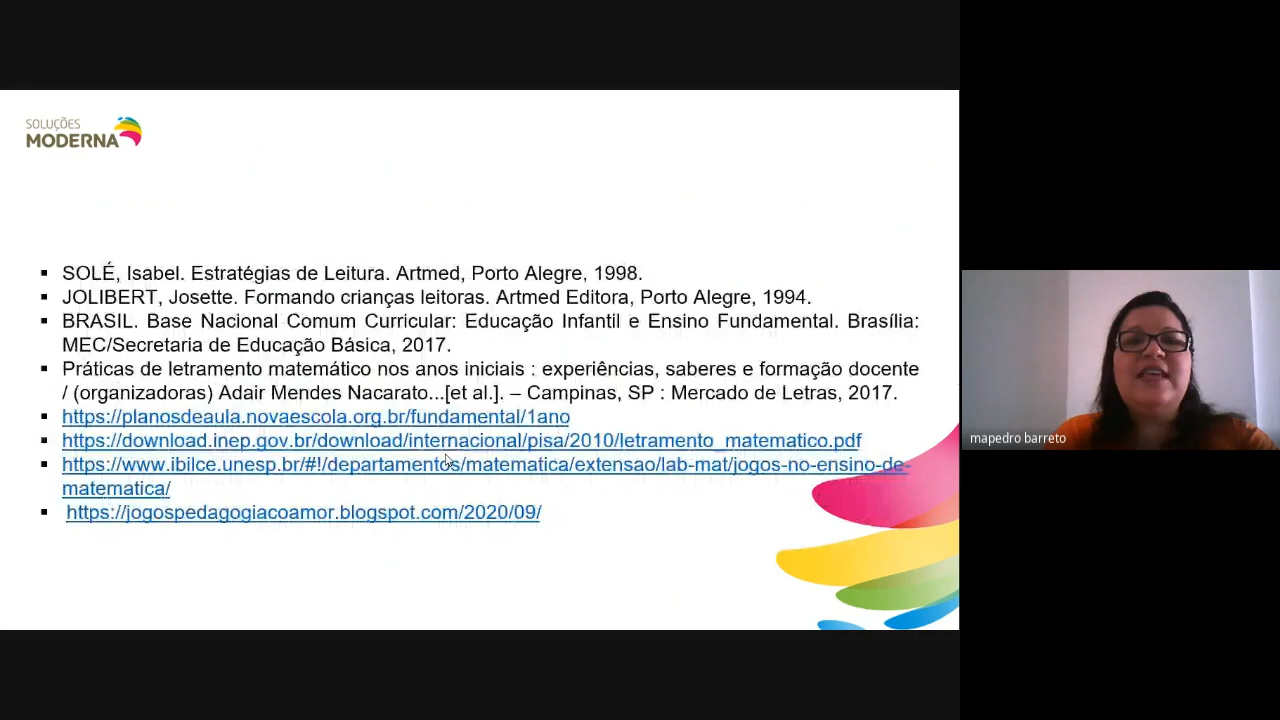 SOLUÇÕES
MODERNA
▪ SOLÉ, Isabel. Estratégias de Leitura. Artmed, Porto Alegre, 1998.
▪ JOLIBERT, Josette. Formando crianças leitoras. Artmed Editora, Porto Alegre, 1994.
▪ BRASIL. Base Nacional Comum Curricular: Educação Infantil e Ensino Fundamental. Brasília:
MEC/Secretaria de Educação Básica, 2017.
▪ Práticas de letramento matemático nos anos iniciais : experiências, saberes e formação docente
/ (organizadoras) Adair Mendes Nacarato...[et al.]. – Campinas, SP : Mercado de Letras, 2017.
▪ https://planosdeaula.novaescola.org.br/fundamental/1ano
▪ https://download.inep.gov.br/download/internacional/pisa/2010/letramento_matematico.pdf
▪ https://www.ibilce.unesp.br/#!/departamentos/matematica/extensao/lab-mat/jogos-no-ensino-de-
matematica/
▪ https://jogospedagogiacoamor.blogspot.com/2020/09/
mapedro barreto